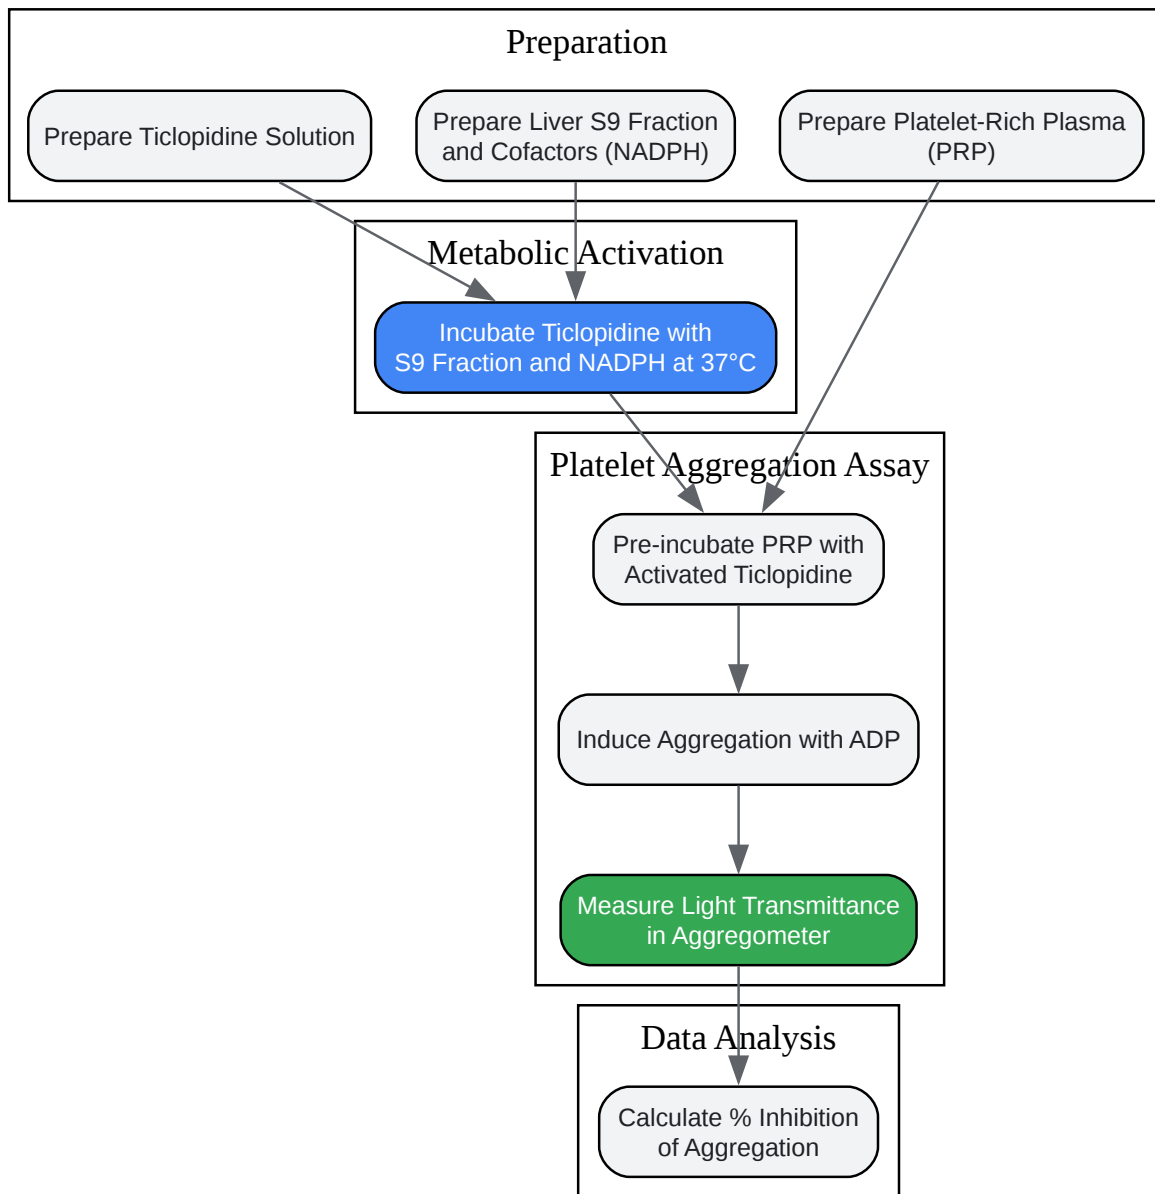 Preparation
Prepare Ticlopidine Solution
Prepare Liver S9 Fraction
and Cofactors (NADPH)
Prepare Platelet-Rich Plasma
(PRP)
Metabolic Activation
Incubate Ticlopidine with
S9 Fraction and NADPH at 37°C
Platelet Aggregation Assay
Pre-incubate PRP with
Activated Ticlopidine
Induce Aggregation with ADP
Measure Light Transmittance
in Aggregometer
Data Analysis
Calculate % Inhibition
of Aggregation